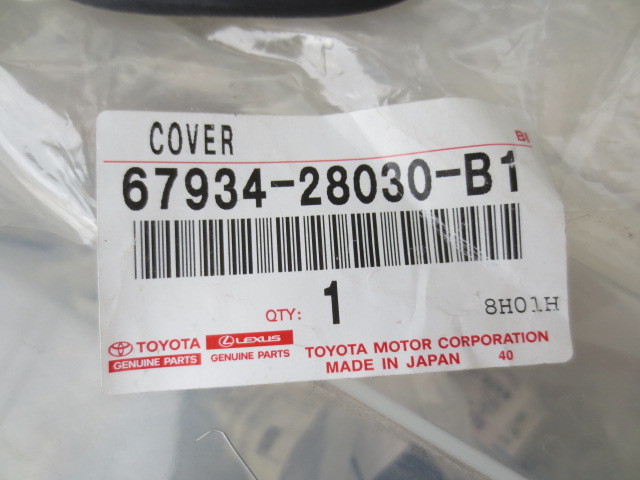 COVER
67934-28030-B1
QTY: 1
8H01H
TOYOTA
GENUINE PARTS
LEXUS
GENUINE PARTS
TOYOTA MOTOR CORPORATION
MADE IN JAPAN 40